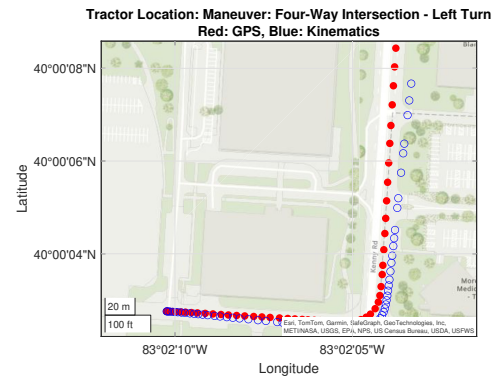 Tractor Location: Maneuver: Four-Way Intersection - Left Turn
Red: GPS, Blue: Kinematics
40°00'08"N
40°00'06"N
40°00'04"N
Latitude
Kenny Rd
Mor
Medic
- T
20 m
100 ft
Esri, TomTom, Garmin, SafeGraph, GeoTechnologies, Inc,
METI/NASA, USGS, EPA, NPS, US Census Bureau, USDA, USFWS
83°02'10"W
83°02'05"W
Longitude